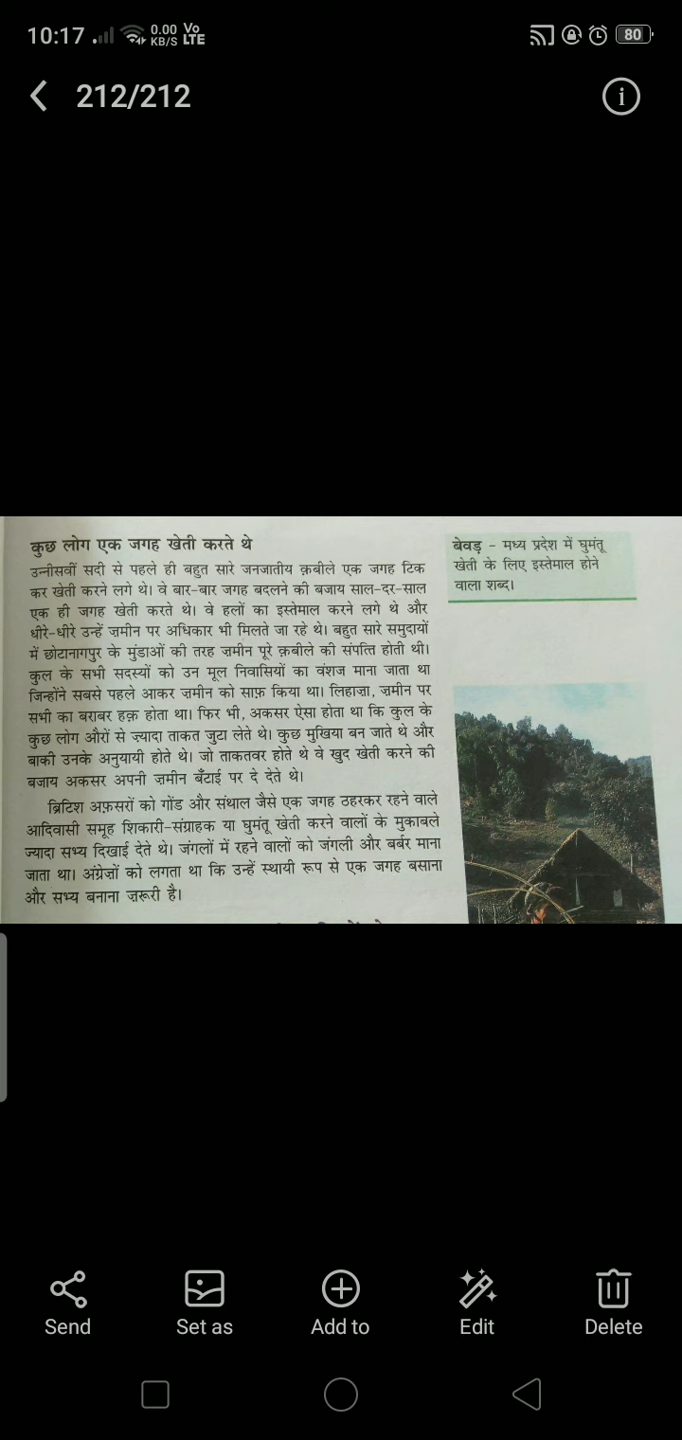 10:17
0.00 KB/S
Vo LTE
80
212/212
कुछ लोग एक जगह खेती करते थे
उन्नीसवीं सदी से पहले ही बहुत सारे जनजातीय क़बीले एक जगह टिक
कर खेती करने लगे थे। वे बार-बार जगह बदलने की बजाय साल-दर-साल
एक ही जगह खेती करते थे। वे हलों का इस्तेमाल करने लगे थे और
धीरे-धीरे उन्हें ज़मीन पर अधिकार भी मिलते जा रहे थे। बहुत सारे समुदायों
में छोटानागपुर के मुंडाओं की तरह ज़मीन पूरे क़बीले की संपत्ति होती थी।
कुल के सभी सदस्यों को उन मूल निवासियों का वंशज माना जाता था
जिन्होंने सबसे पहले आकर ज़मीन को साफ़ किया था। लिहाज़ा, ज़मीन पर
सभी का बराबर हक़ होता था। फिर भी, अकसर ऐसा होता था कि कुल के
कुछ लोग औरों से ज़्यादा ताकत जुटा लेते थे। कुछ मुखिया बन जाते थे और
बाकी उनके अनुयायी होते थे। जो ताकतवर होते थे वे खुद खेती करने की
बजाय अकसर अपनी ज़मीन बँटाई पर दे देते थे।
ब्रिटिश अफ़सरों को गोंड और संथाल जैसे एक जगह ठहरकर रहने वाले
आदिवासी समूह शिकारी-संग्राहक या घुमंतू खेती करने वालों के मुकाबले
ज्यादा सभ्य दिखाई देते थे। जंगलों में रहने वालों को जंगली और बर्बर माना
जाता था। अंग्रेज़ों को लगता था कि उन्हें स्थायी रूप से एक जगह बसाना
और सभ्य बनाना ज़रूरी है।
बेवड़ - मध्य प्रदेश में घुमंतू
खेती के लिए इस्तेमाल होने
वाला शब्द।
Send
Set as
Add to
Edit
Delete